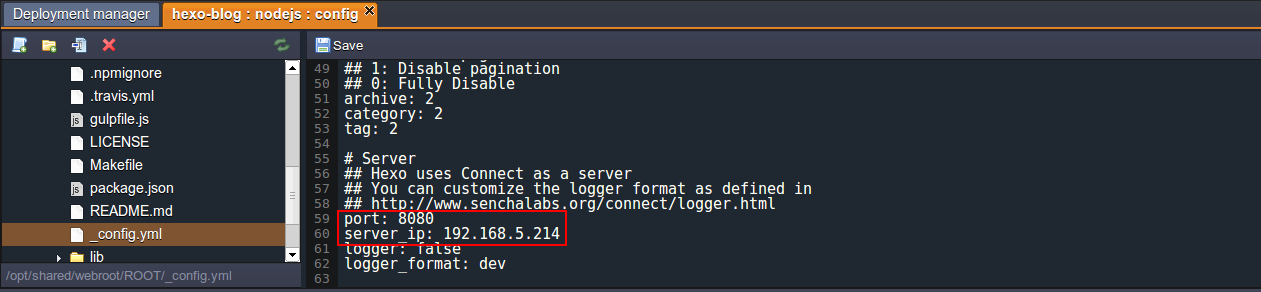 Deployment manager
hexo-blog : nodejs : config
Save
.npmignore
.travis.yml
gulpfile.js
LICENSE
Makefile
package.json
README.md
_config.yml
lib
/opt/shared/webroot/ROOT/_config.yml
49 ## 1: Disable pagination
50 ## 0: Fully Disable
51 archive: 2
52 category: 2
53 tag: 2
54
55 # Server
56 ## Hexo uses Connect as a server
57 ## You can customize the logger format as defined in
58 ## http://www.senchalabs.org/connect/logger.html
59 port: 8080
60 server_ip: 192.168.5.214
61 logger: false
62 logger_format: dev
63